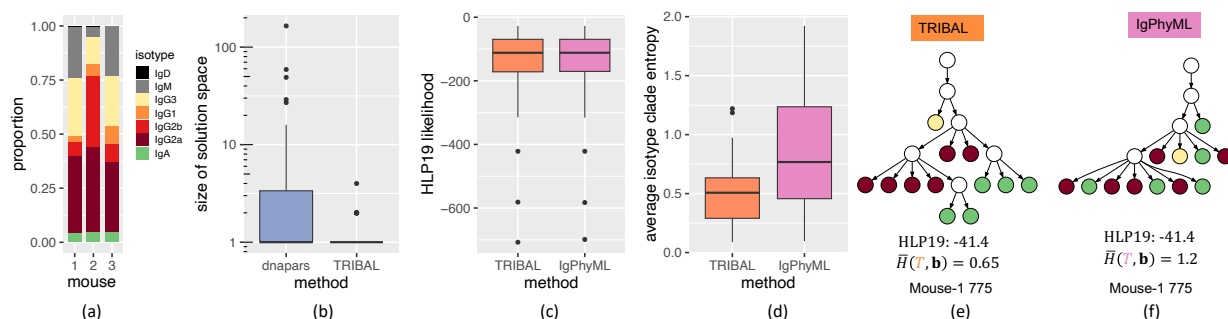 1.00
0.75
0.50
0.25
0.00
proportion
1 2 3
mouse
(a)
isotype
IgD
IgM
IgG3
IgG1
IgG2b
IgG2a
IgA
size of solution space
100
10
1
dnapars TRIBAL
method
(b)
HLP19 likelihood
0
−200
−400
−600
TRIBAL IgPhyML
method
(c)
average isotype clade entropy
2.0
1.5
1.0
0.5
0.0
TRIBAL IgPhyML
method
(d)
TRIBAL
HLP19: -41.4
H̅(T, b) = 0.65
Mouse-1 775
(e)
IgPhyML
HLP19: -41.4
H̅(T, b) = 1.2
Mouse-1 775
(f)